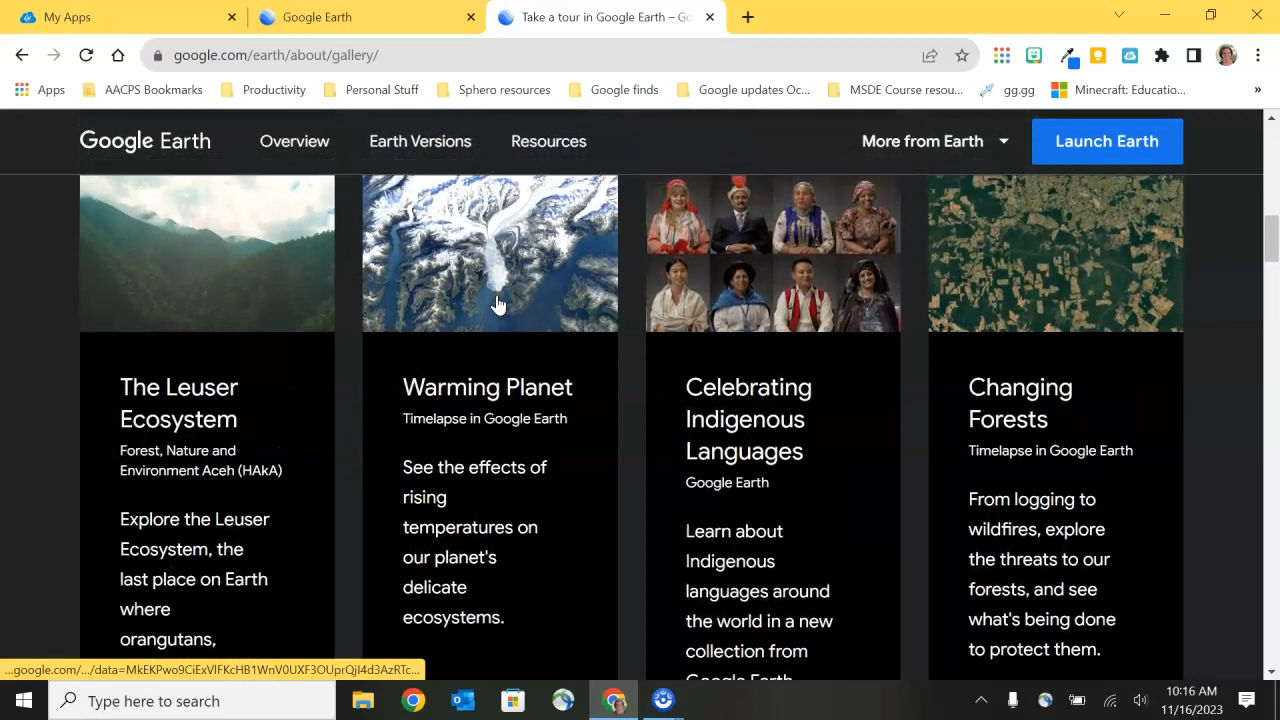 My Apps
Google Earth
Take a tour in Google Earth – Go
google.com/earth/about/gallery/
Apps
AACPS Bookmarks
Productivity
Personal Stuff
Sphero resources
Google finds
Google updates Oc...
MSDE Course resou...
gg.gg
Minecraft: Educatio...
»
Google Earth
Overview
Earth Versions
Resources
More from Earth
Launch Earth
The Leuser
Ecosystem
Forest, Nature and
Environment Aceh (HAkA)
Explore the Leuser
Ecosystem, the
last place on Earth
where
orangutans,
Warming Planet
Timelapse in Google Earth
See the effects of
rising
temperatures on
our planet's
delicate
ecosystems.
Celebrating
Indigenous
Languages
Google Earth
Learn about
Indigenous
languages around
the world in a new
collection from
Google Earth
Changing
Forests
Timelapse in Google Earth
From logging to
wildfires, explore
the threats to our
forests, and see
what's being done
to protect them.
Type here to search
10:16 AM
11/16/2023